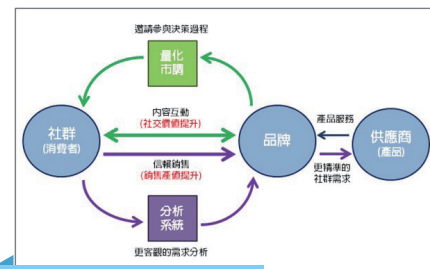 邀請參與決策過程
量化
市調
社群
(消費者)
內容互動
(社交價值提升)
信賴銷售
(銷售產值提升)
品牌
產品服務
更精準的
社群需求
供應商
(產品)
分析
系統
更客觀的需求分析